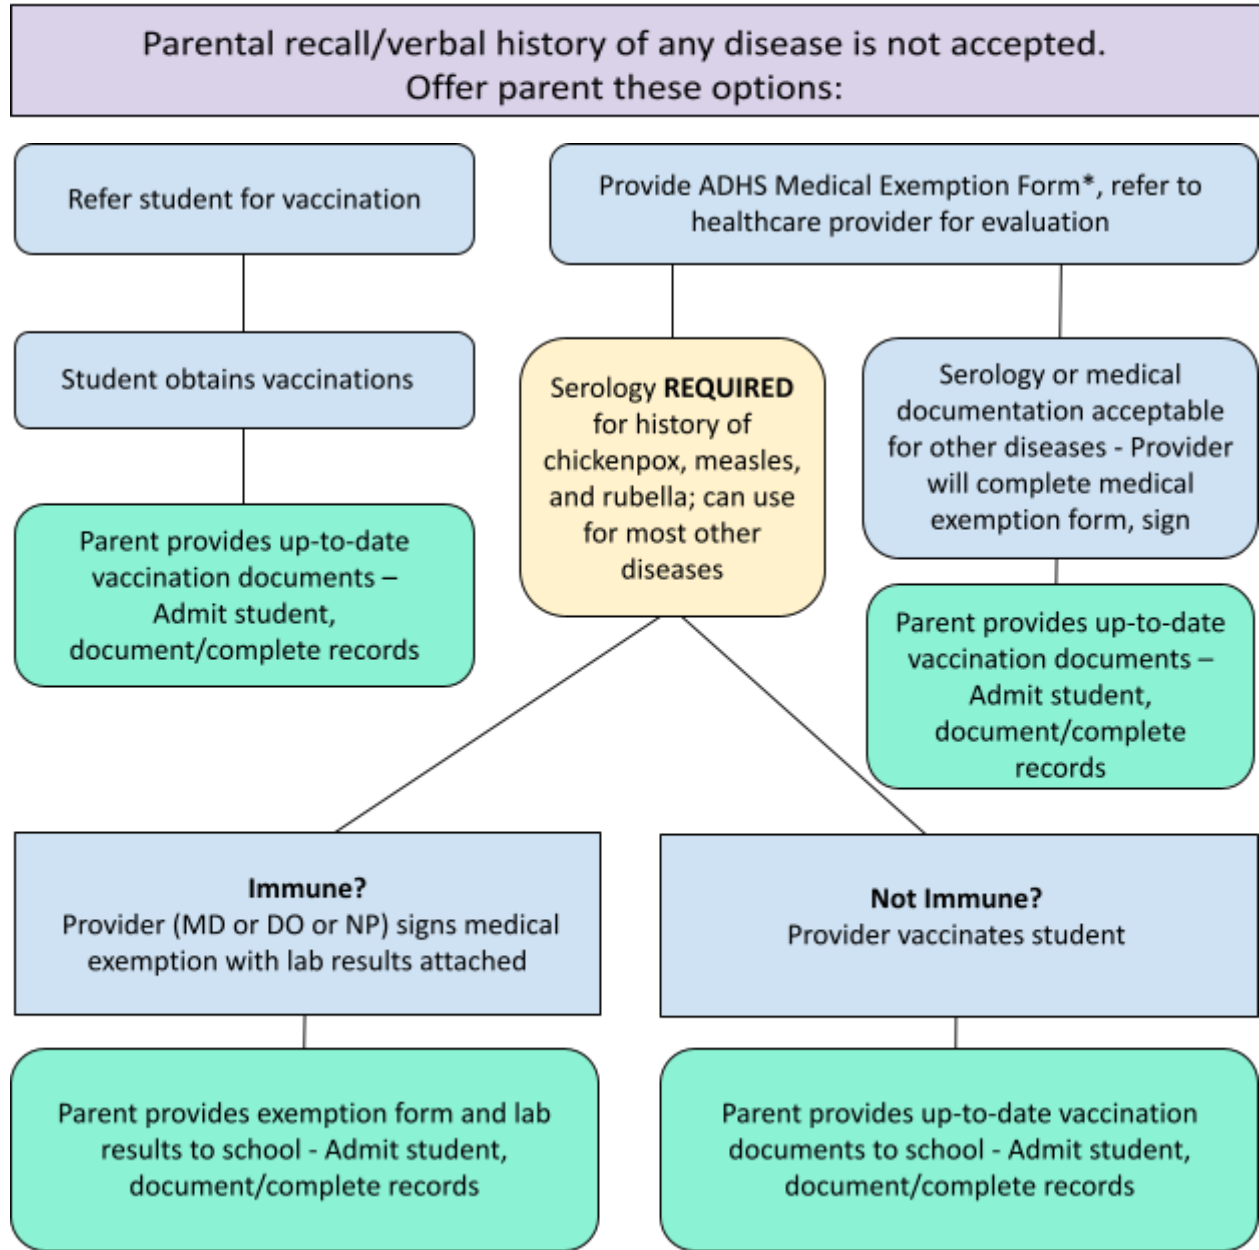 Parental recall/verbal history of any disease is not accepted.
Offer parent these options:
Refer student for vaccination
Student obtains vaccinations
Parent provides up-to-date
vaccination documents –
Admit student,
document/complete records
Provide ADHS Medical Exemption Form*, refer to
healthcare provider for evaluation
Serology REQUIRED
for history of
chickenpox, measles,
and rubella; can use
for most other
diseases
Serology or medical
documentation acceptable
for other diseases - Provider
will complete medical
exemption form, sign
Parent provides up-to-date
vaccination documents –
Admit student,
document/complete
records
Immune?
Provider (MD or DO or NP) signs medical
exemption with lab results attached
Parent provides exemption form and lab
results to school - Admit student,
document/complete records
Not Immune?
Provider vaccinates student
Parent provides up-to-date vaccination
documents to school - Admit student,
document/complete records